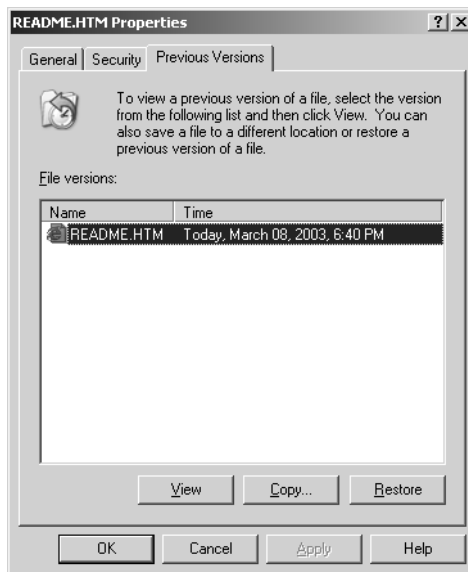 README.HTM Properties
General Security Previous Versions
To view a previous version of a file, select the version
from the following list and then click View. You can
also save a file to a different location or restore a
previous version of a file.
File versions:
Name Time
README.HTM Today, March 08, 2003, 6:40 PM
View Copy... Restore
OK Cancel Apply Help